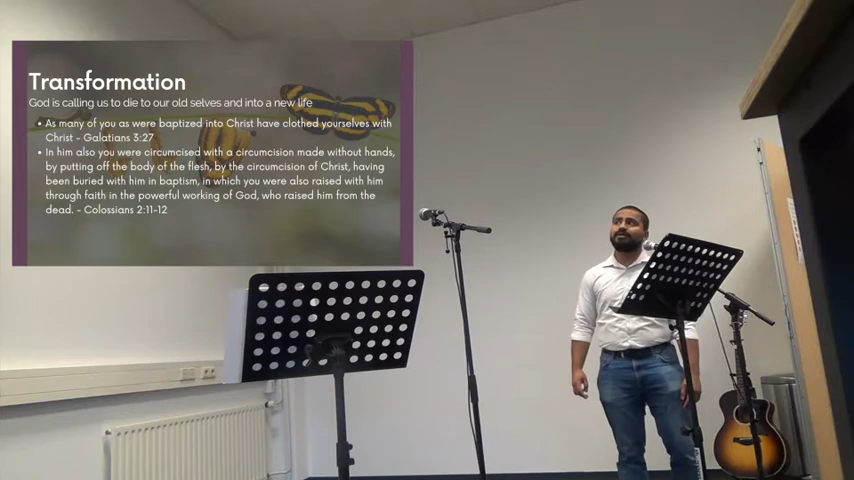 Transformation
God is calling us to die to our old selves and into a new life
• As many of you as were baptized into Christ have clothed yourselves with
Christ - Galatians 3:27
• In him also you were circumcised with a circumcision made without hands,
by putting off the body of the flesh, by the circumcision of Christ, having
been buried with him in baptism, in which you were also raised with him
through faith in the powerful working of God, who raised him from the
dead. - Colossians 2:11-12